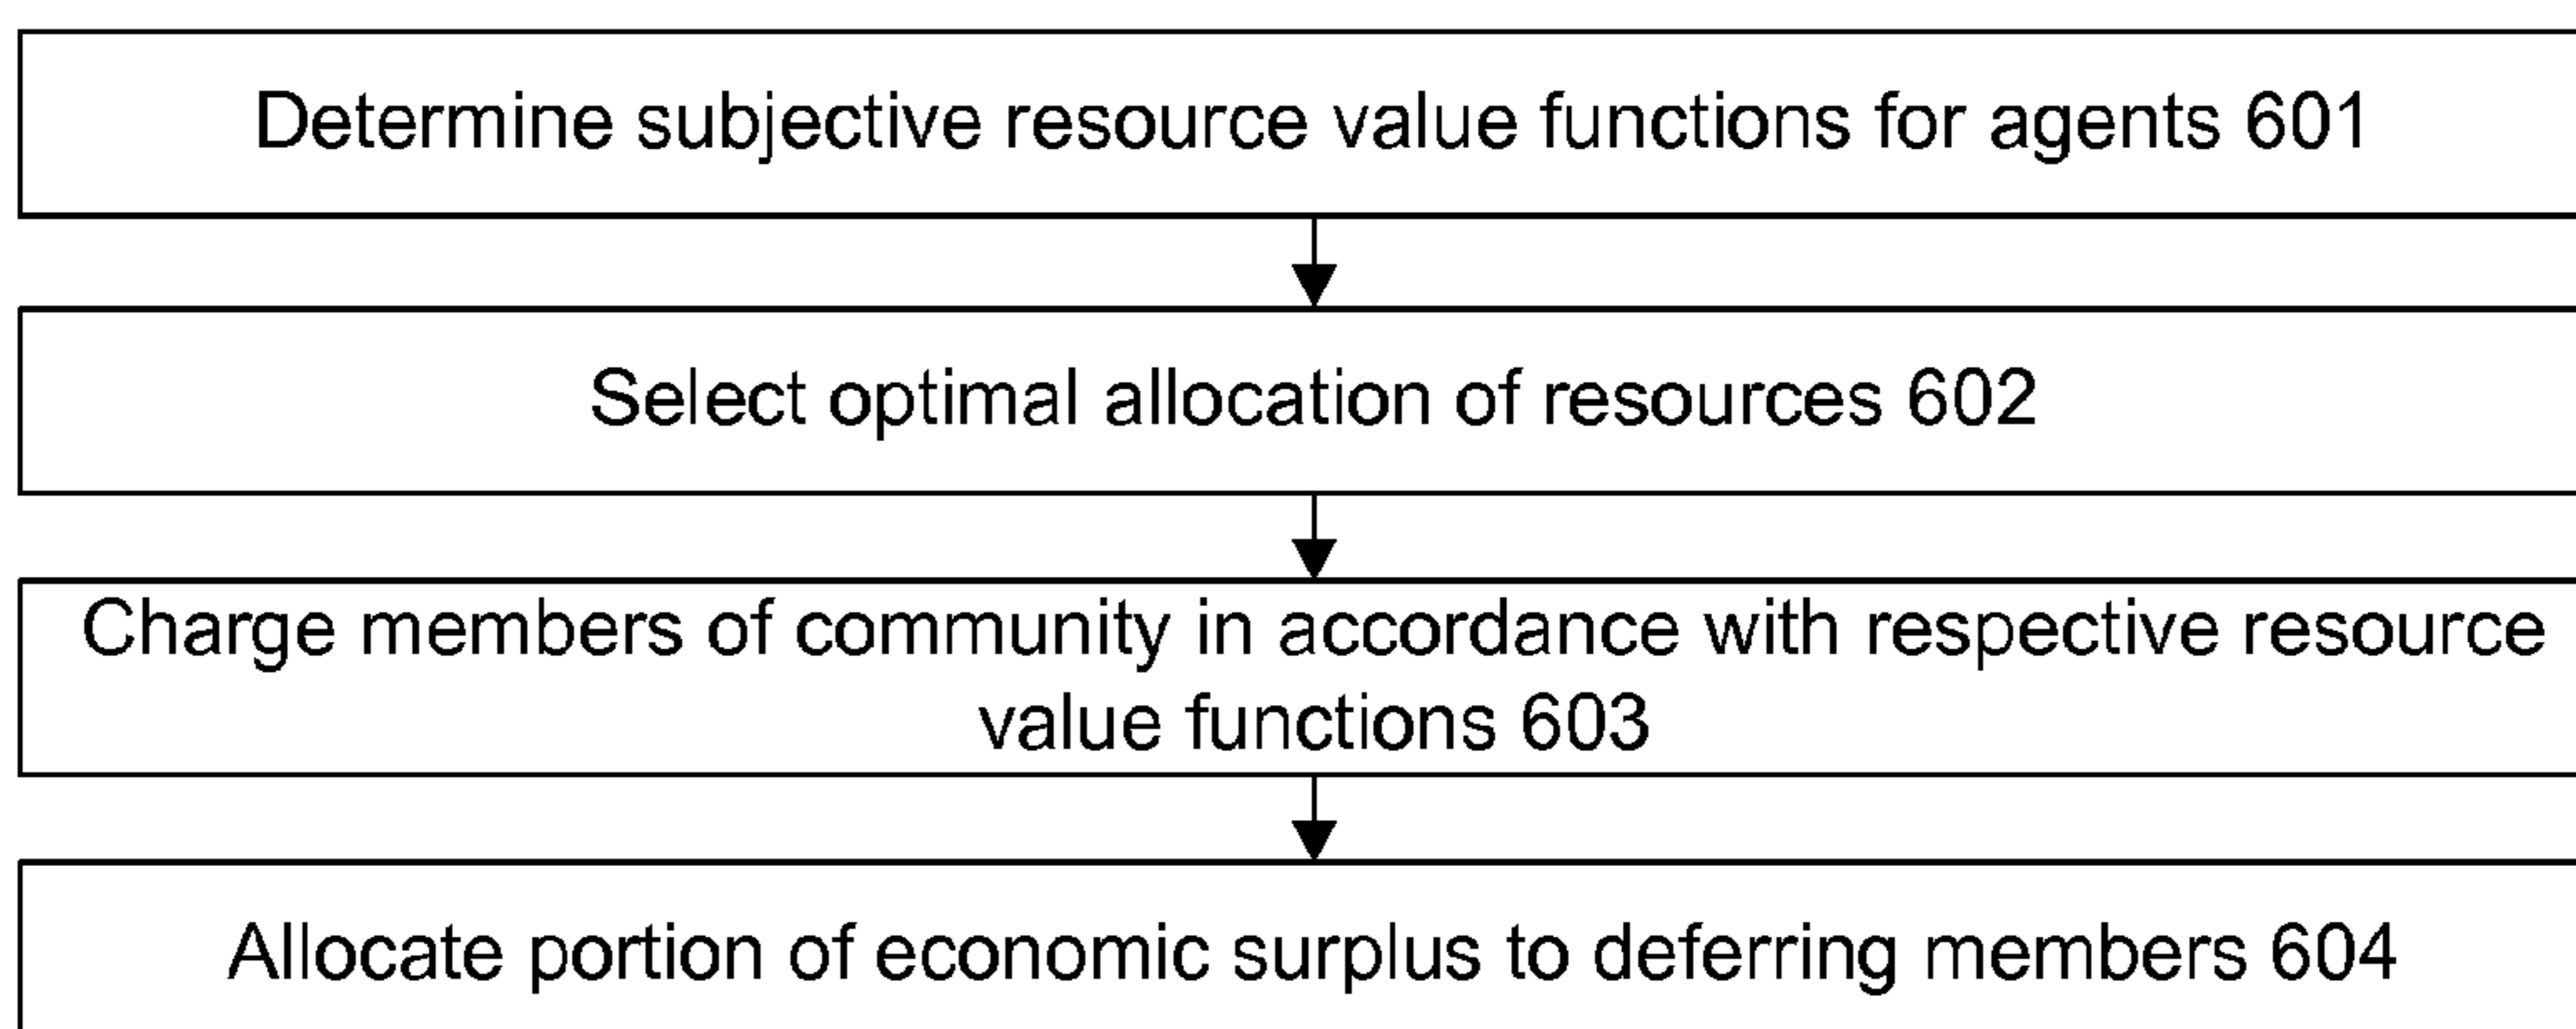 Determine subjective resource value functions for agents 601
Select optimal allocation of resources 602
Charge members of community in accordance with respective resource
value functions 603
Allocate portion of economic surplus to deferring members 604